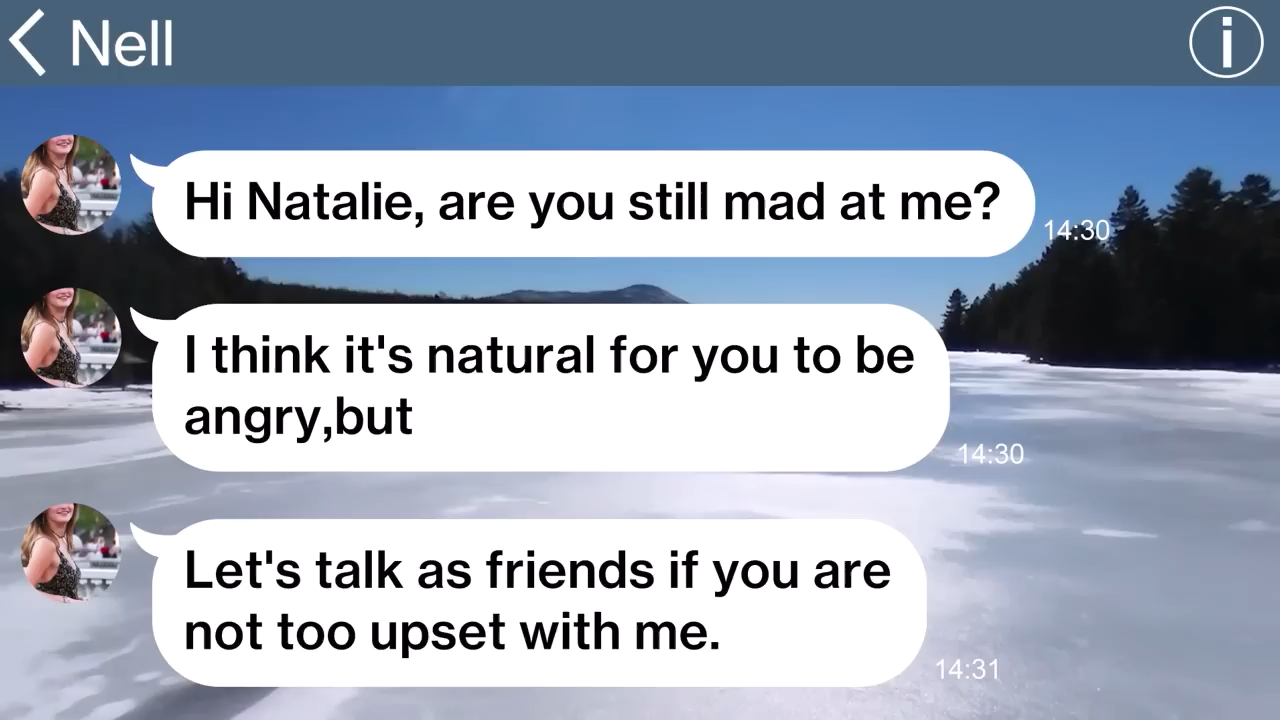 Nell
Hi Natalie, are you still mad at me?
14:30
I think it's natural for you to be
angry,but
14:30
Let's talk as friends if you are
not too upset with me.
14:31